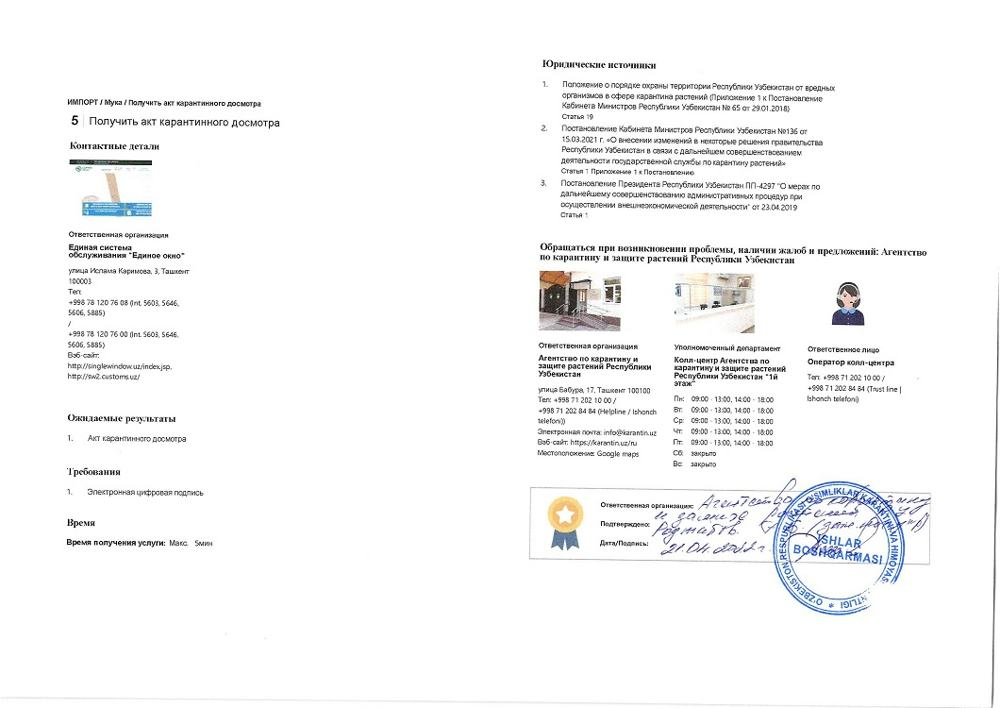 ИМПОРТ / Мука / Получить акт карантинного досмотра
5 Получить акт карантинного досмотра
Контактные детали
Ответственная организация
Единая система
обслуживания "Единое окно"
улица Ислама Каримова, 3, Ташкент
100003
Тел:
+998 78 120 76 08 (Int. 5603, 5646,
5606, 5885)
/
+998 78 120 76 00 (Int. 5603, 5646,
5606, 5885)
Вэб-сайт:
http://singlewindow.uz/index.jsp,
http://sw2.customs.uz/
Ожидаемые результаты
1. Акт карантинного досмотра
Требования
1. Электронная цифровая подпись
Время
Время получения услуги: Макс. 5мин
Юридические источники
1. Положение о порядке охраны территории Республики Узбекистан от вредных
организмов в сфере карантина растений (Приложение 1 к Постановление
Кабинета Министров Республики Узбекистан № 65 от 29.01.2018)
Статья 19
2. Постановление Кабинета Министров Республики Узбекистан №136 от
15.03.2021 г. «О внесении изменений в некоторые решения правительства
Республики Узбекистан в связи с дальнейшем совершенствованием
деятельности государственной службы по карантину растений»
Статья 1 Приложение 1 к Постановлению
3. Постановление Президента Республики Узбекистан ПП-4297 "О мерах по
дальнейшему совершенствованию административных процедур при
осуществлении внешнеэкономической деятельности" от 23.04.2019
Статья 1
Обращаться при возникновении проблемы, наличии жалоб и предложений: Агентство
по карантину и защите растений Республики Узбекистан
Ответственная организация
Агентство по карантину и
защите растений Республики
Узбекистан
улица Бабура, 17, Ташкент 100100
Тел: +998 71 202 10 00 /
+998 71 202 84 84 (Helpline / Ishonch
telefoni))
Электронная почта: info@karantin.uz
Вэб-сайт: https://karantin.uz/ru
Местоположение: Google maps
Уполномоченный департамент
Колл-центр Агентства по
карантину и защите растений
Республики Узбекистан "1й
этаж"
Пн: 09:00 - 13:00, 14:00 - 18:00
Вт: 09:00 - 13:00, 14:00 - 18:00
Ср: 09:00 - 13:00, 14:00 - 18:00
Чт: 09:00 - 13:00, 14:00 - 18:00
Пт: 09:00 - 13:00, 14:00 - 18:00
Сб: закрыто
Вс: закрыто
Ответственное лицо
Оператор колл-центра
Тел: +998 71 202 10 00 /
+998 71 202 84 84 (Trust line |
Ishonch telefoni)
Ответственная организация: Агентство по карантину
и защите растений
Подтверждено:
Дата/Подпись: 21.04.2022 г.
O'ZBEKISTON RESPUBLIKASI O'SIMLIKLAR KARANTINI VA HIMOYASI
ISHLAR
BOSHQARMASI